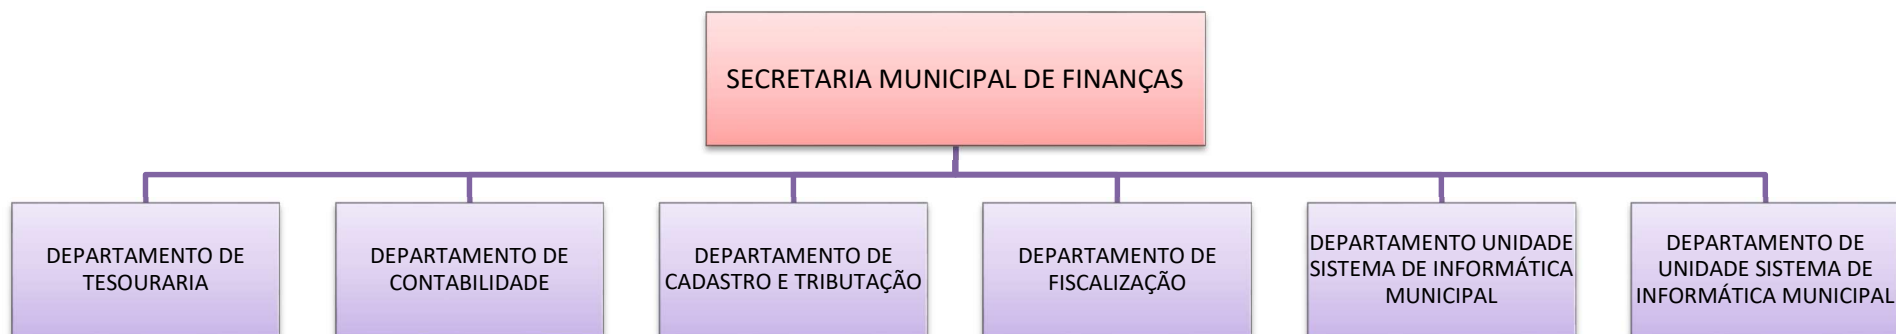 SECRETARIA MUNICIPAL DE FINANÇAS
DEPARTAMENTO DE
TESOURARIA
DEPARTAMENTO DE
CONTABILIDADE
DEPARTAMENTO DE
CADASTRO E TRIBUTAÇÃO
DEPARTAMENTO DE
FISCALIZAÇÃO
DEPARTAMENTO UNIDADE
SISTEMA DE INFORMÁTICA
MUNICIPAL
DEPARTAMENTO DE
UNIDADE SISTEMA DE
INFORMÁTICA MUNICIPAL